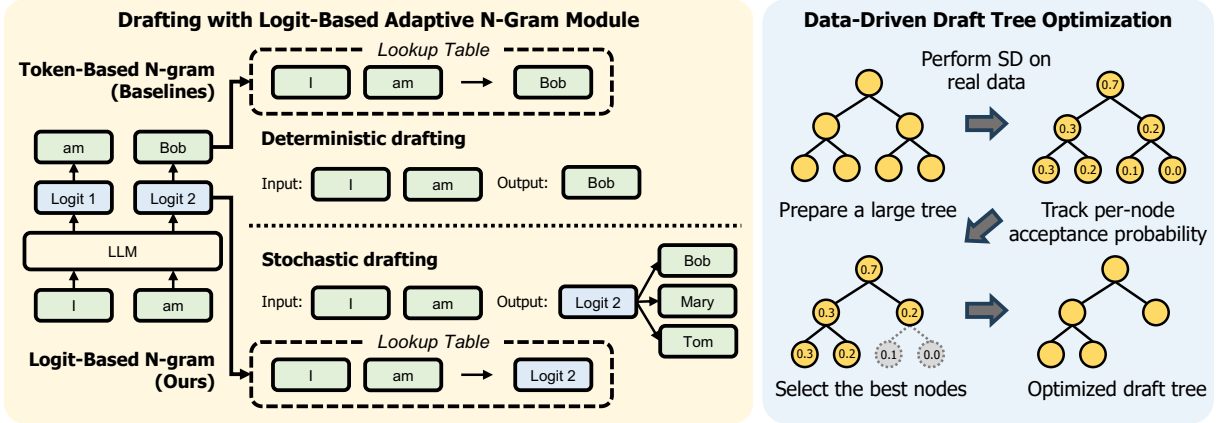 Drafting with Logit-Based Adaptive N-Gram Module
Token-Based N-gram
(Baselines)
Lookup Table
I am Bob
am Bob
Logit 1 Logit 2
LLM
I am
Deterministic drafting
Input: I am Output: Bob
Stochastic drafting
Input: I am Output: Logit 2
Bob
Mary
Tom
Logit-Based N-gram
(Ours)
Lookup Table
I am Logit 2
Data-Driven Draft Tree Optimization
Perform SD on
real data
0.7
0.3 0.2
0.3 0.2 0.1 0.0
Prepare a large tree
Track per-node
acceptance probability
0.7
0.3 0.2
0.3 0.2 0.1 0.0
Select the best nodes
Optimized draft tree